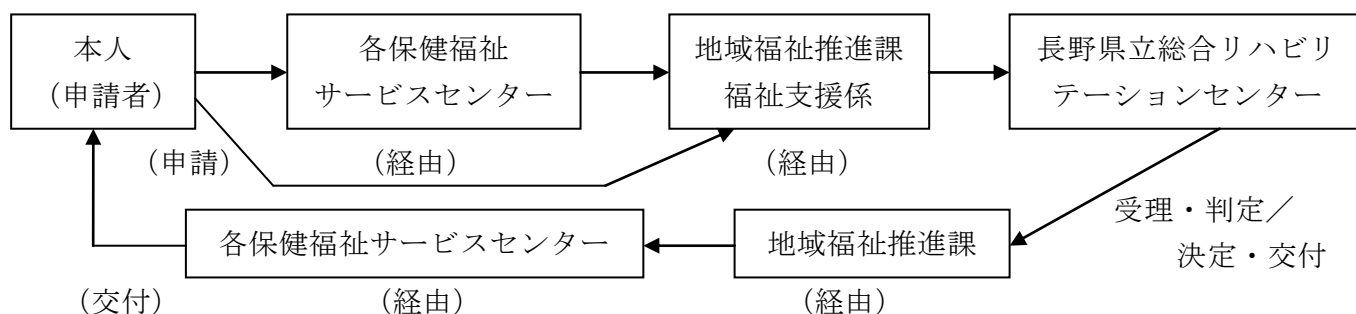 本人
（申請者）
各保健福祉
サービスセンター
地域福祉推進課
福祉支援係
長野県立総合リハビリ
テーションセンター
（申請）
（経由）
（経由）
受理・判定／
決定・交付
各保健福祉サービスセンター
地域福祉推進課
（交付）
（経由）
（経由）